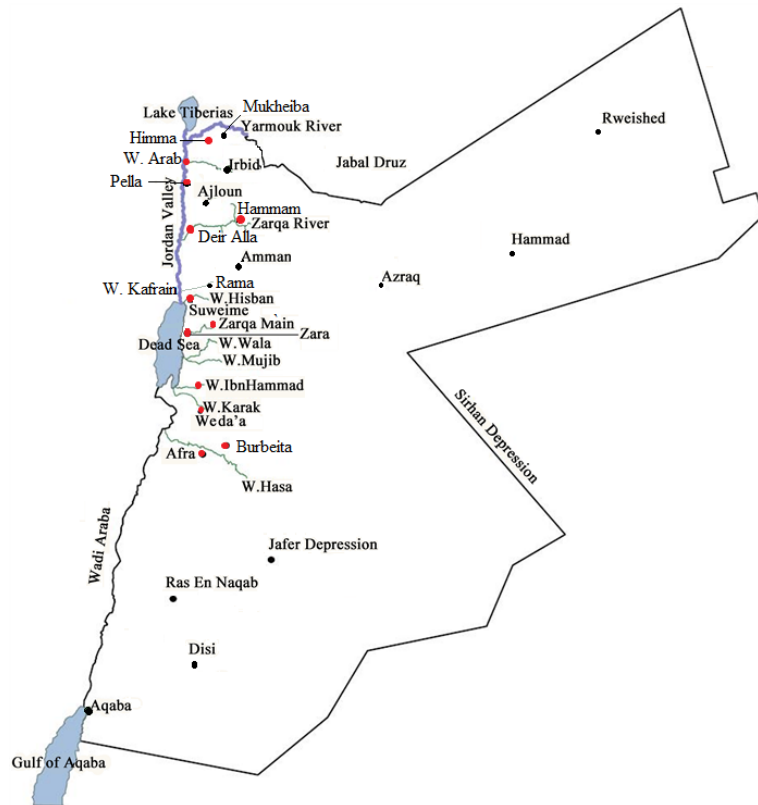 Mukheiba
Lake Tiberias
Rweished
Yarmouk River
Himma
W. Arab
Irbid
Jabal Druz
Pella
Ajloun
Hammam
Zarqa River
Deir Alla
Jordan Valley
Hammad
Amman
Azraq
W. Kafrain
Rama
W.Hisban
Suweime
Zarqa Main
Zara
Dead Sea
W.Wala
W.Mujib
W.IbnHammad
W.Karak
Weda'a
Sirhan Depression
Burbeita
Afra
W.Hasa
Wadi Araba
Jafer Depression
Ras En Naqab
Disi
Aqaba
Gulf of Aqaba